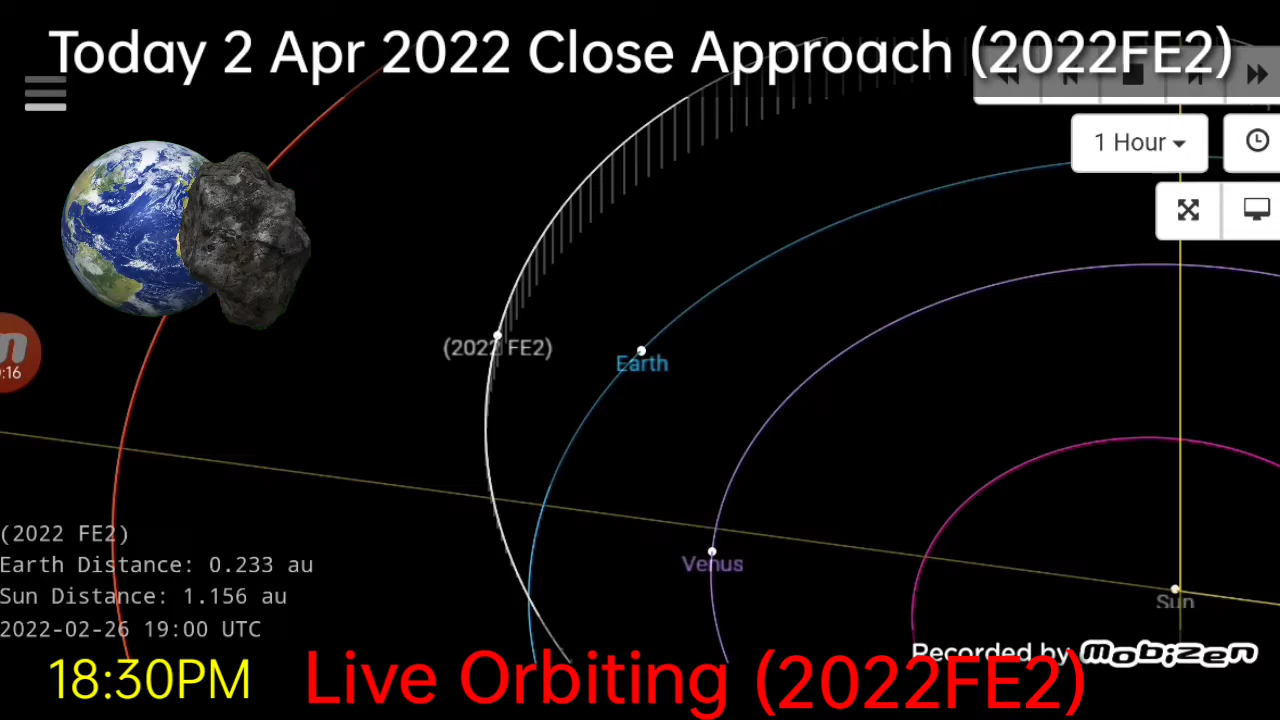 Today 2 Apr 2022 Close Approach (2022FE2)
1 Hour
(2022 FE2)
Earth
:16
Venus
Sun
(2022 FE2)
Earth Distance: 0.233 au
Sun Distance: 1.156 au
2022-02-26 19:00 UTC
Recorded by mobizen
18:30PM
Live Orbiting (2022FE2)